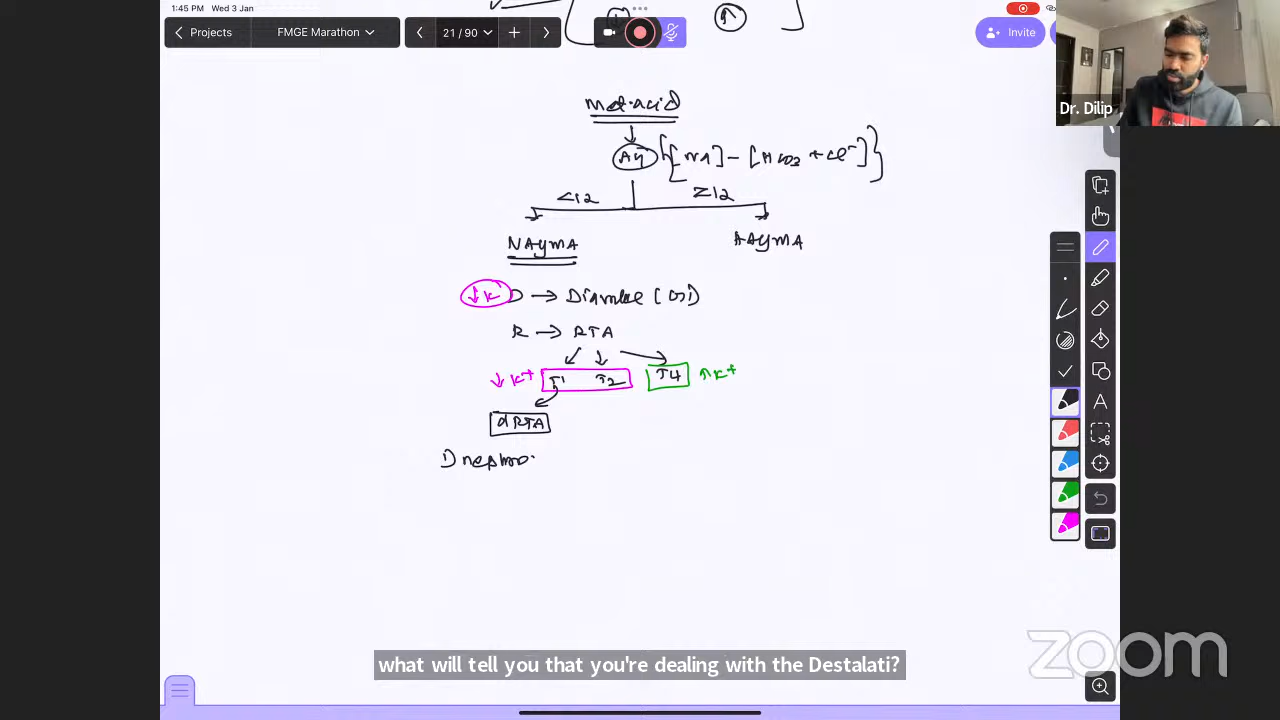 1:45 PM Wed 3 Jan
Projects
FMGE Marathon
21 / 90
Invite
Dr. Dilip
Met. acid
AG {[Na] - [HCO3 + Cl-]}
<12
≥12
NAGMA
HAGMA
↓K D → Diarrhea (GI)
R → RTA
↓K+ T1 T2 T4 ↑K+
dRTA
D nephro
what will tell you that you're dealing with the Destalati?
zoom